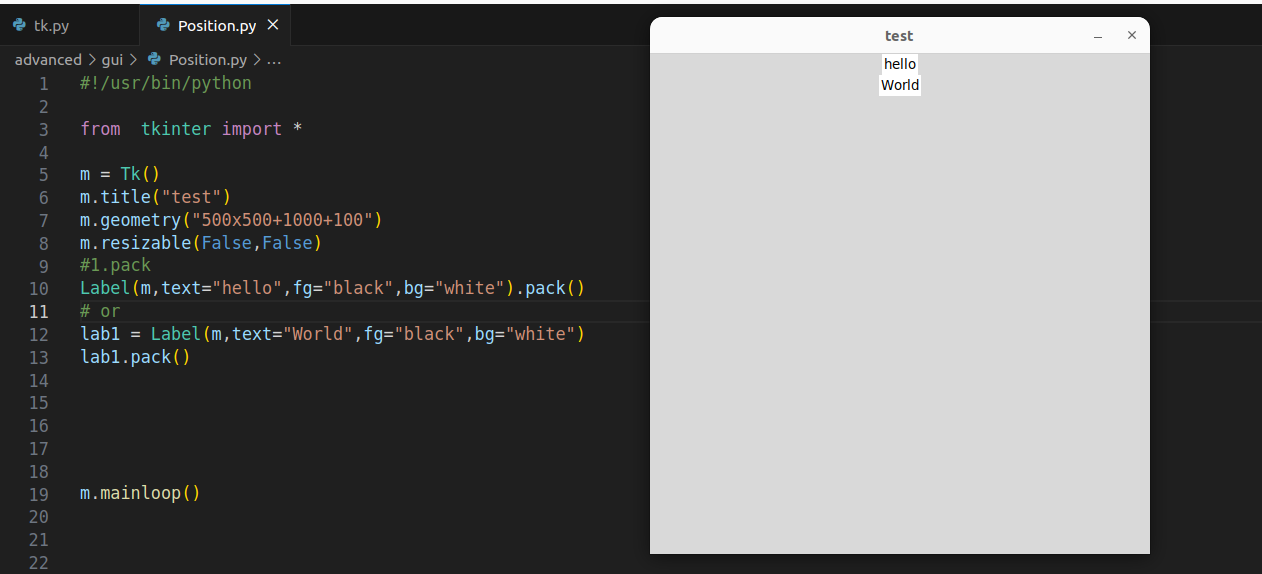 tk.py
Position.py
advanced > gui > Position.py > ...
1 #!/usr/bin/python
2
3 from  tkinter import *
4
5 m = Tk()
6 m.title("test")
7 m.geometry("500x500+1000+100")
8 m.resizable(False,False)
9 #1.pack
10 Label(m,text="hello",fg="black",bg="white").pack()
11 # or
12 lab1 = Label(m,text="World",fg="black",bg="white")
13 lab1.pack()
14
15
16
17
18
19 m.mainloop()
20
21
22
test
hello
World